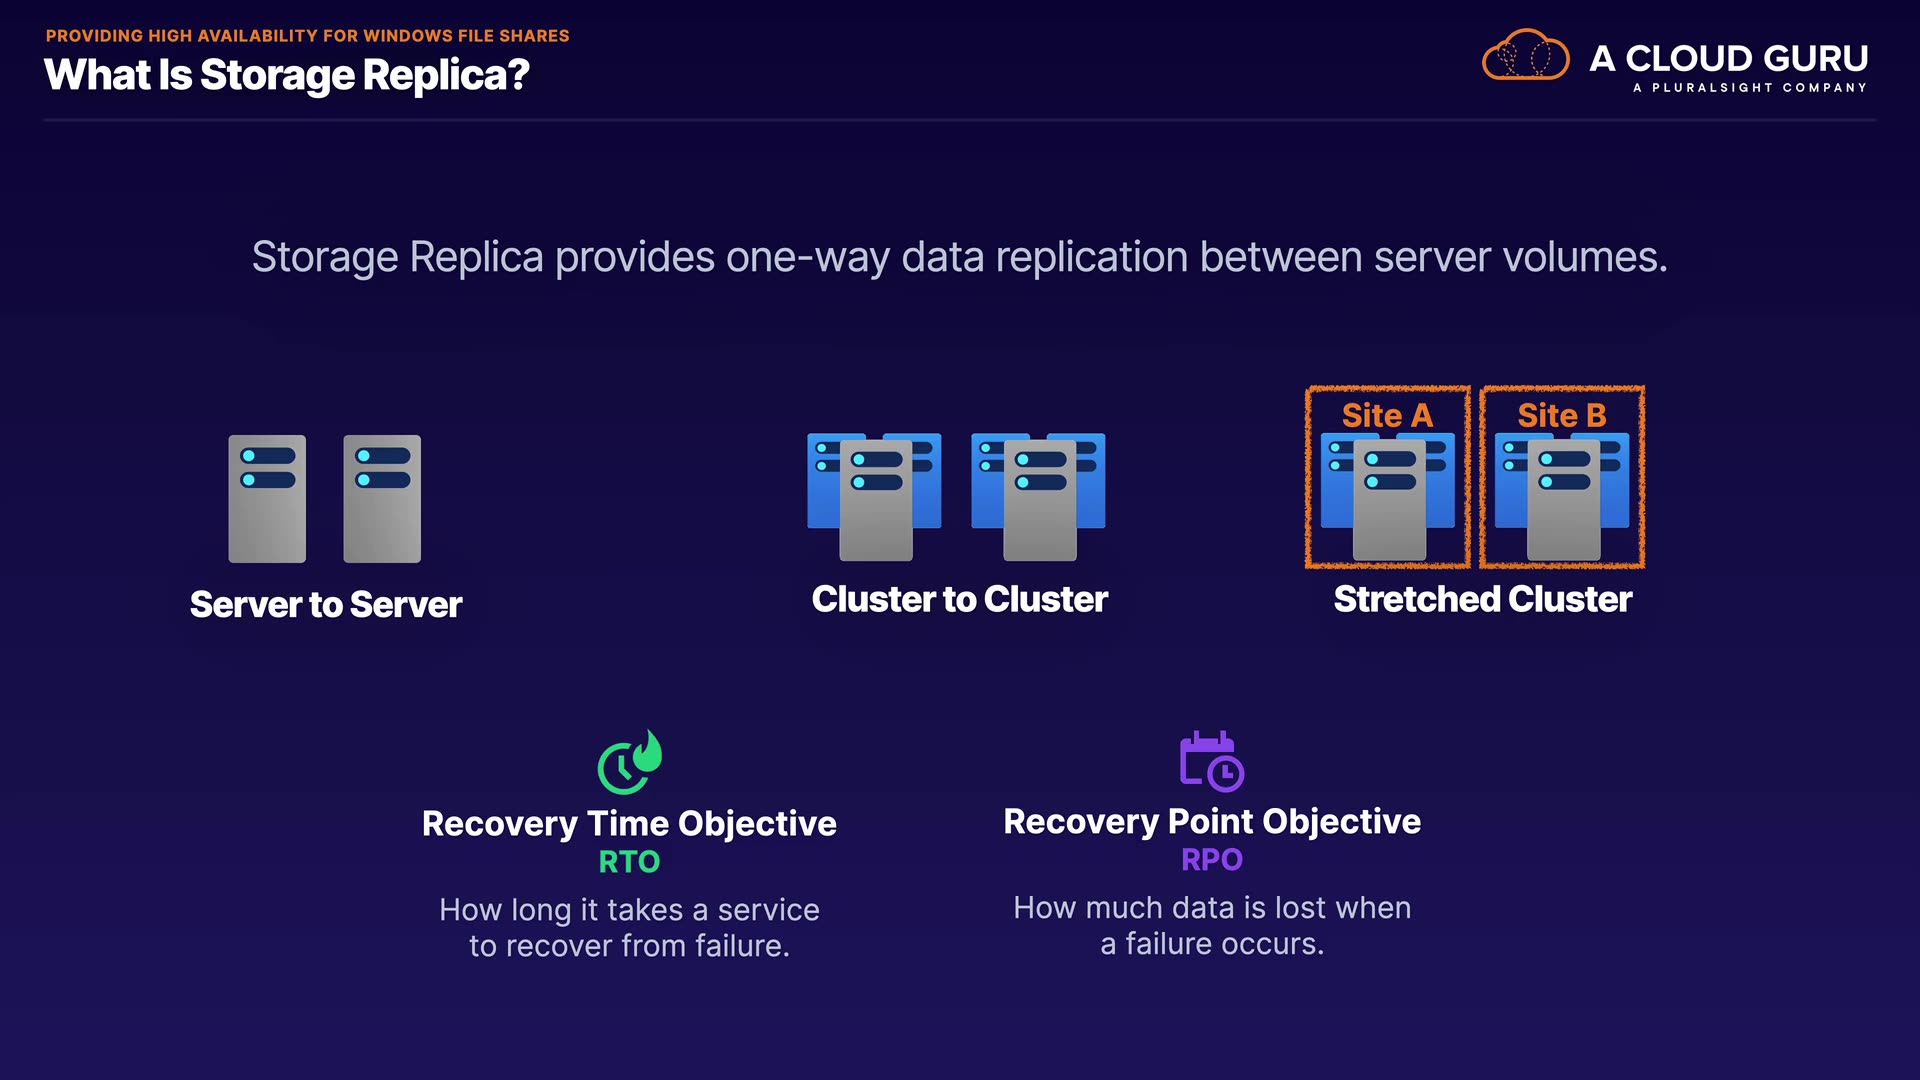 PROVIDING HIGH AVAILABILITY FOR WINDOWS FILE SHARES
What Is Storage Replica?
A CLOUD GURU
A PLURALSIGHT COMPANY
Storage Replica provides one-way data replication between server volumes.
Site A
Site B
Server to Server
Cluster to Cluster
Stretched Cluster
Recovery Time Objective
RTO
How long it takes a service
to recover from failure.
Recovery Point Objective
RPO
How much data is lost when
a failure occurs.